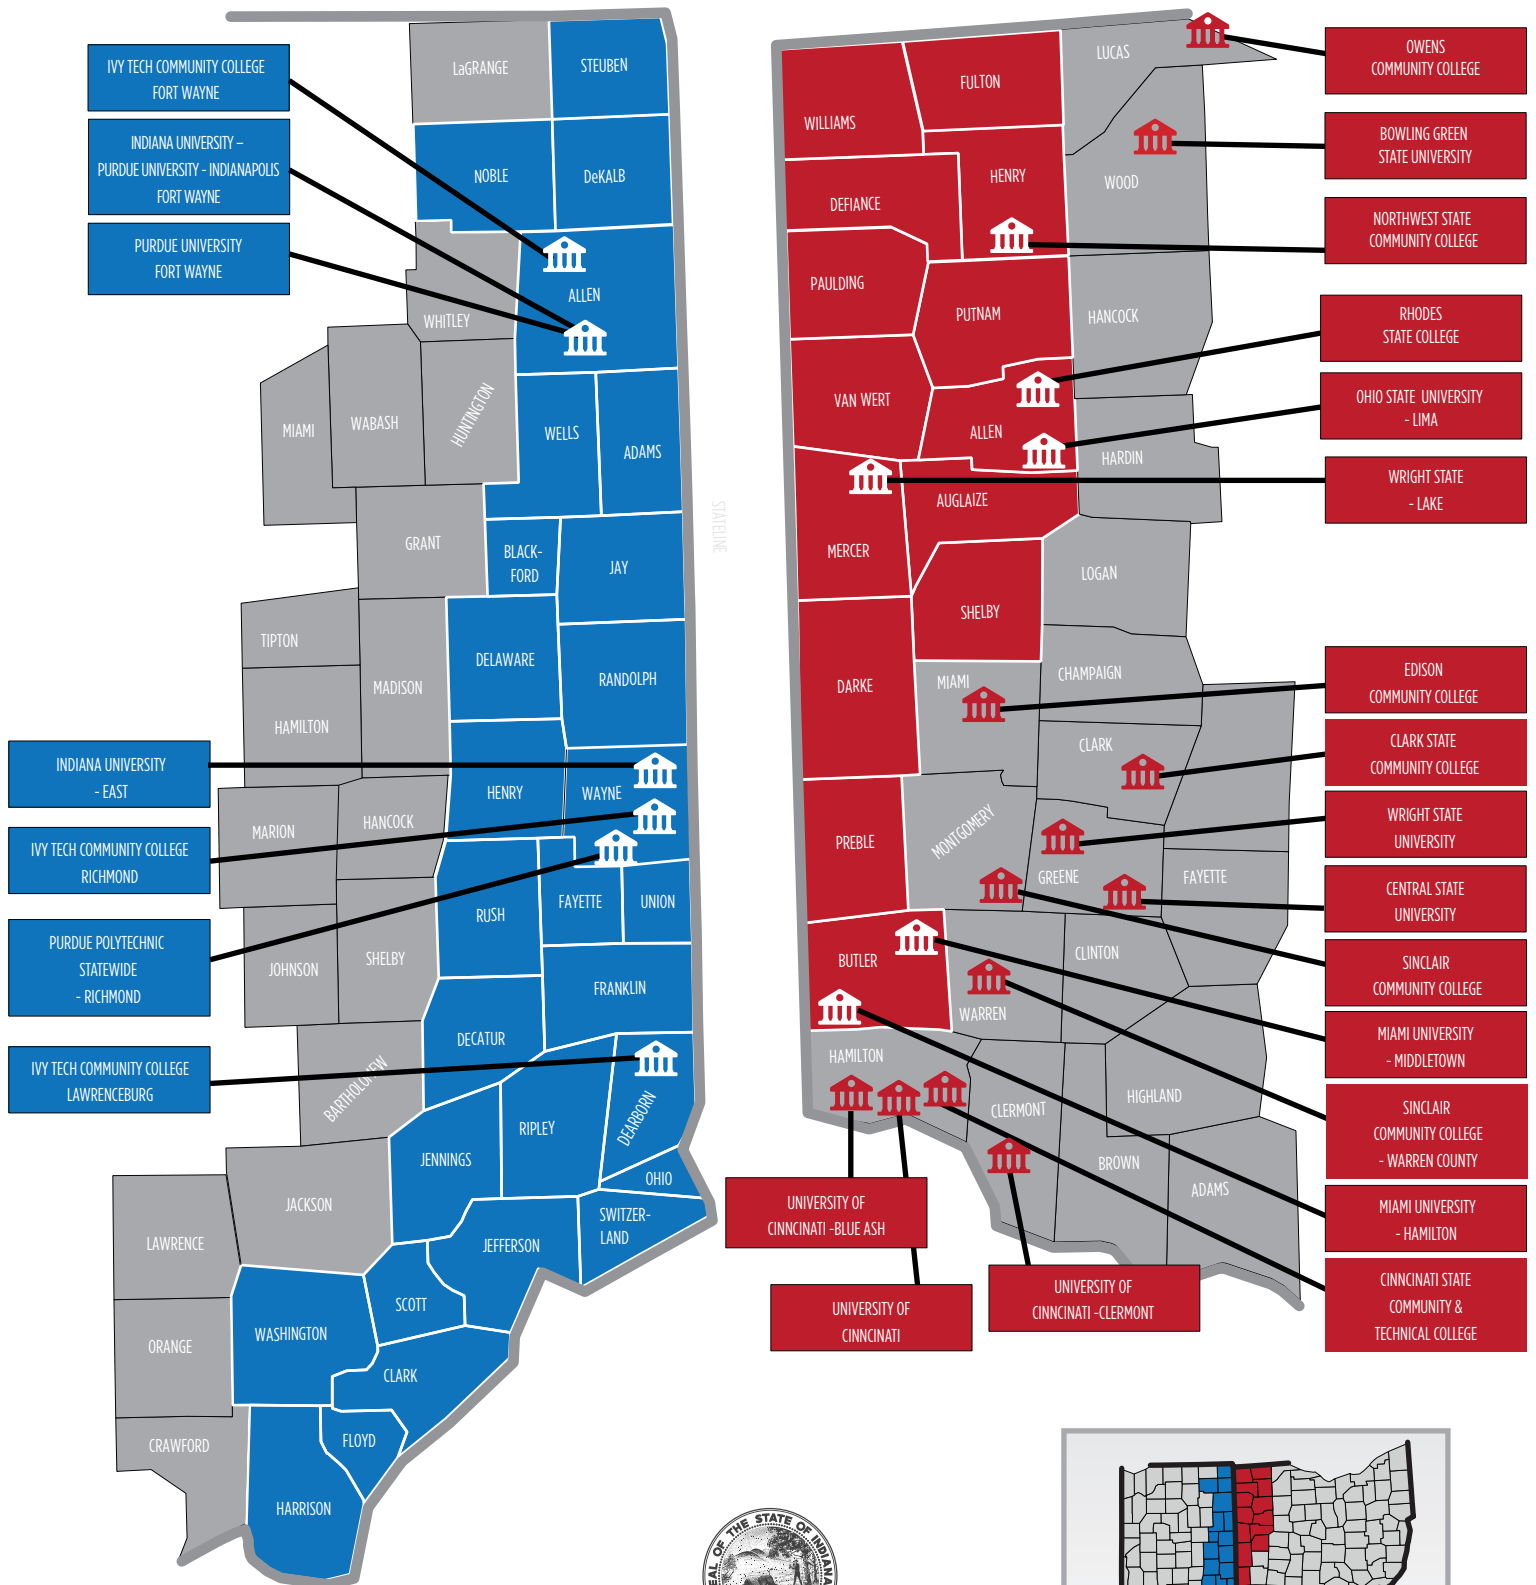 IVY TECH COMMUNITY COLLEGE
FORT WAYNE
INDIANA UNIVERSITY –
PURDUE UNIVERSITY - INDIANAPOLIS
FORT WAYNE
PURDUE UNIVERSITY
FORT WAYNE
INDIANA UNIVERSITY
- EAST
IVY TECH COMMUNITY COLLEGE
RICHMOND
PURDUE POLYTECHNIC
STATEWIDE
- RICHMOND
IVY TECH COMMUNITY COLLEGE
LAWRENCEBURG
LaGRANGE
STEUBEN
NOBLE
DeKALB
ALLEN
WHITLEY
HUNTINGTON
WABASH
MIAMI
WELLS
ADAMS
GRANT
BLACK-
FORD
JAY
TIPTON
MADISON
DELAWARE
RANDOLPH
HAMILTON
HENRY
WAYNE
MARION
HANCOCK
RUSH
FAYETTE
UNION
JOHNSON
SHELBY
FRANKLIN
DECATUR
BARTHOLOMEW
RIPLEY
DEARBORN
JENNINGS
OHIO
JACKSON
SWITZER-
LAND
JEFFERSON
LAWRENCE
SCOTT
WASHINGTON
ORANGE
CLARK
FLOYD
CRAWFORD
HARRISON
STATELINE
WILLIAMS
FULTON
LUCAS
DEFIANCE
HENRY
WOOD
PAULDING
PUTNAM
HANCOCK
VAN WERT
ALLEN
HARDIN
AUGLAIZE
MERCER
LOGAN
SHELBY
DARKE
MIAMI
CHAMPAIGN
CLARK
PREBLE
MONTGOMERY
GREENE
FAYETTE
BUTLER
WARREN
CLINTON
HAMILTON
CLERMONT
HIGHLAND
BROWN
ADAMS
OWENS
COMMUNITY COLLEGE
BOWLING GREEN
STATE UNIVERSITY
NORTHWEST STATE
COMMUNITY COLLEGE
RHODES
STATE COLLEGE
OHIO STATE UNIVERSITY
- LIMA
WRIGHT STATE
- LAKE
EDISON
COMMUNITY COLLEGE
CLARK STATE
COMMUNITY COLLEGE
WRIGHT STATE
UNIVERSITY
CENTRAL STATE
UNIVERSITY
SINCLAIR
COMMUNITY COLLEGE
MIAMI UNIVERSITY
- MIDDLETOWN
SINCLAIR
COMMUNITY COLLEGE
- WARREN COUNTY
MIAMI UNIVERSITY
- HAMILTON
CINNCINATI STATE
COMMUNITY &
TECHNICAL COLLEGE
UNIVERSITY OF
CINNCINATI -BLUE ASH
UNIVERSITY OF
CINNCINATI
UNIVERSITY OF
CINNCINATI -CLERMONT
OF THE STATE OF INDIANA